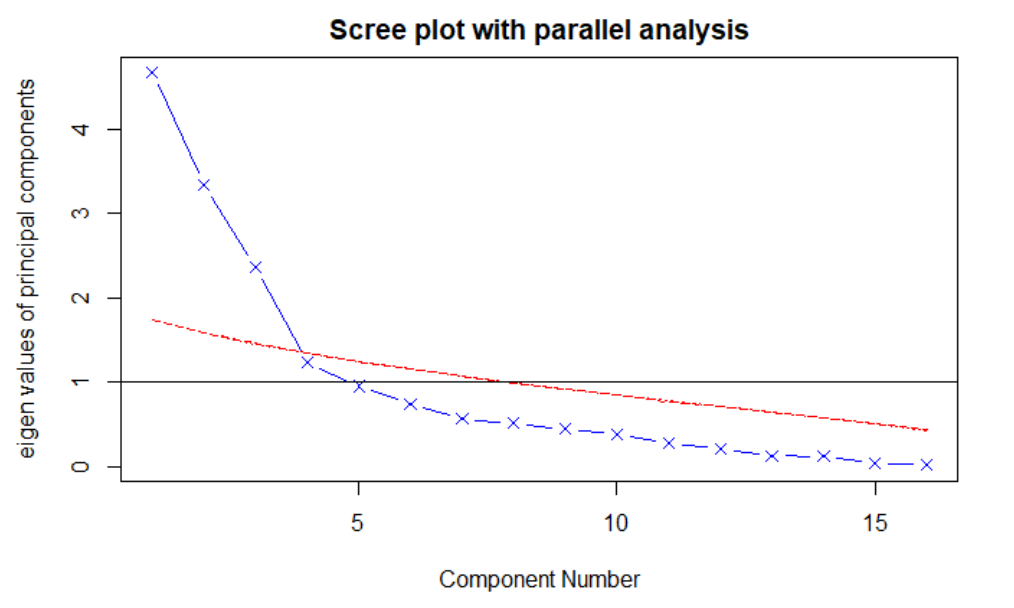 Scree plot with parallel analysis
eigen values of principal components
4
3
2
1
0
5 10 15
Component Number